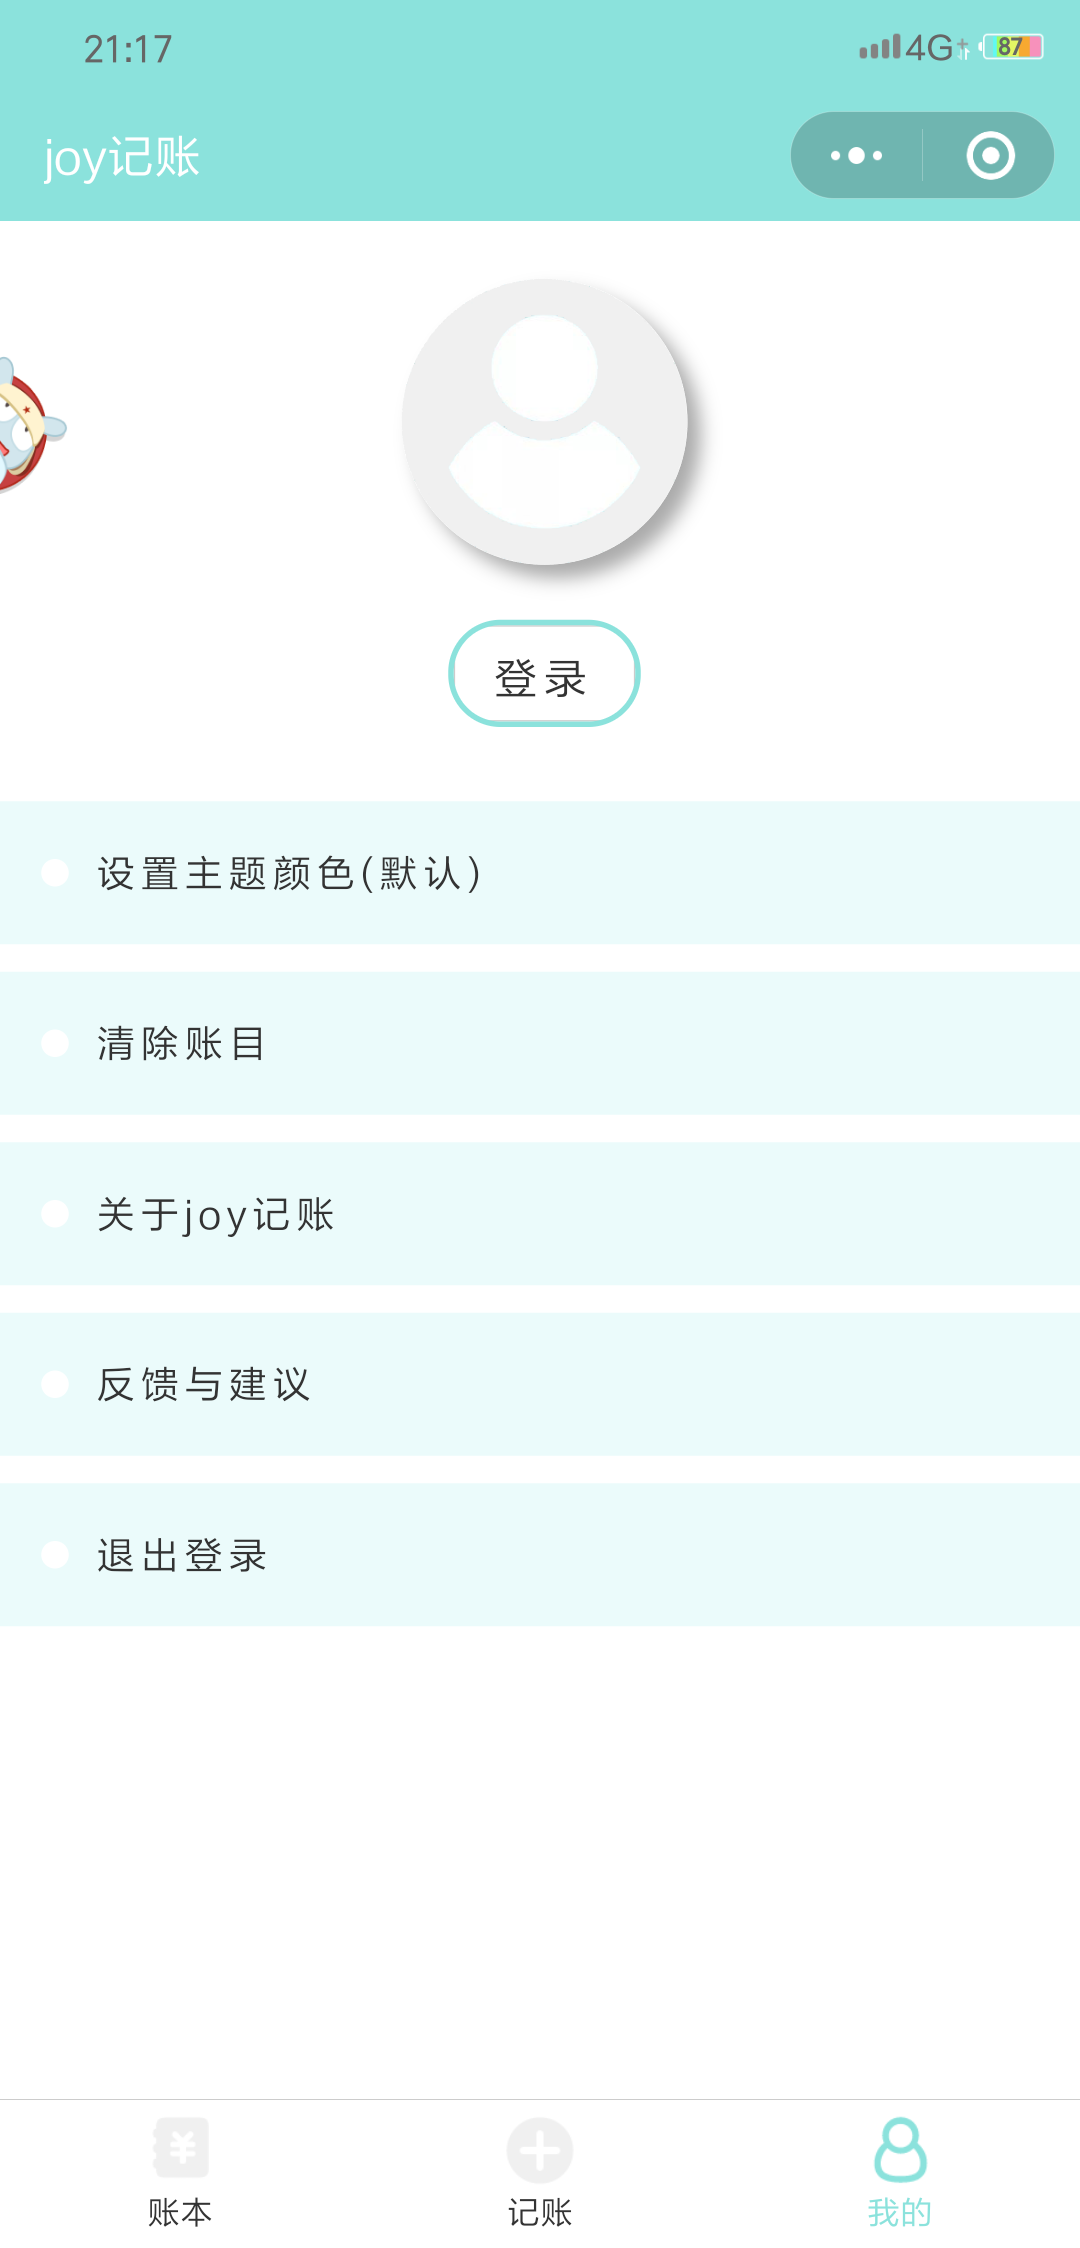 21:17 4G+ 87
joy记账
登录
设置主题颜色(默认)
清除账目
关于joy记账
反馈与建议
退出登录
账本 记账 我的